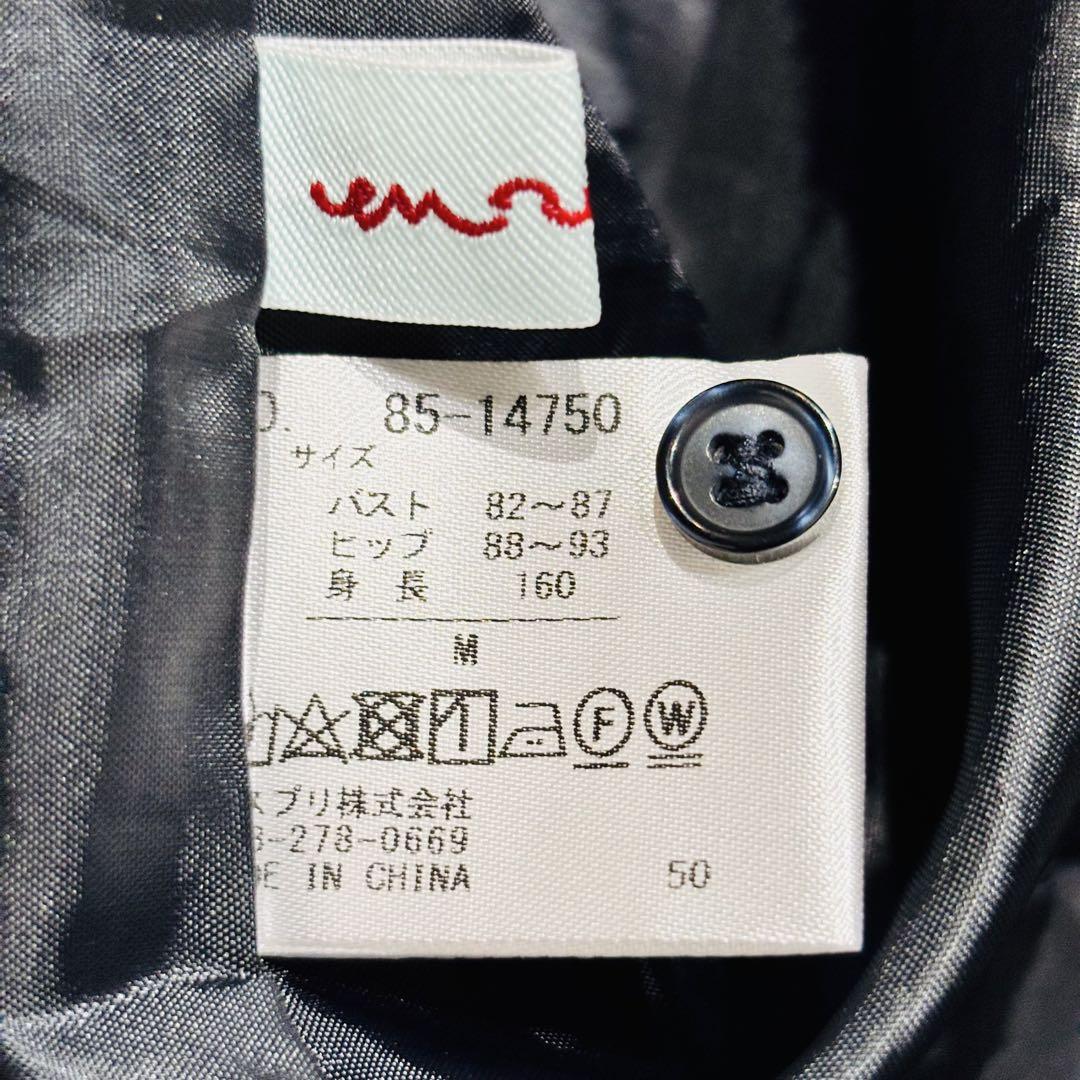 85-14750
サイズ
バスト 82～87
ヒップ 88～93
身長 160
M
F W
スプリ株式会社
-278-0669
IN CHINA 50